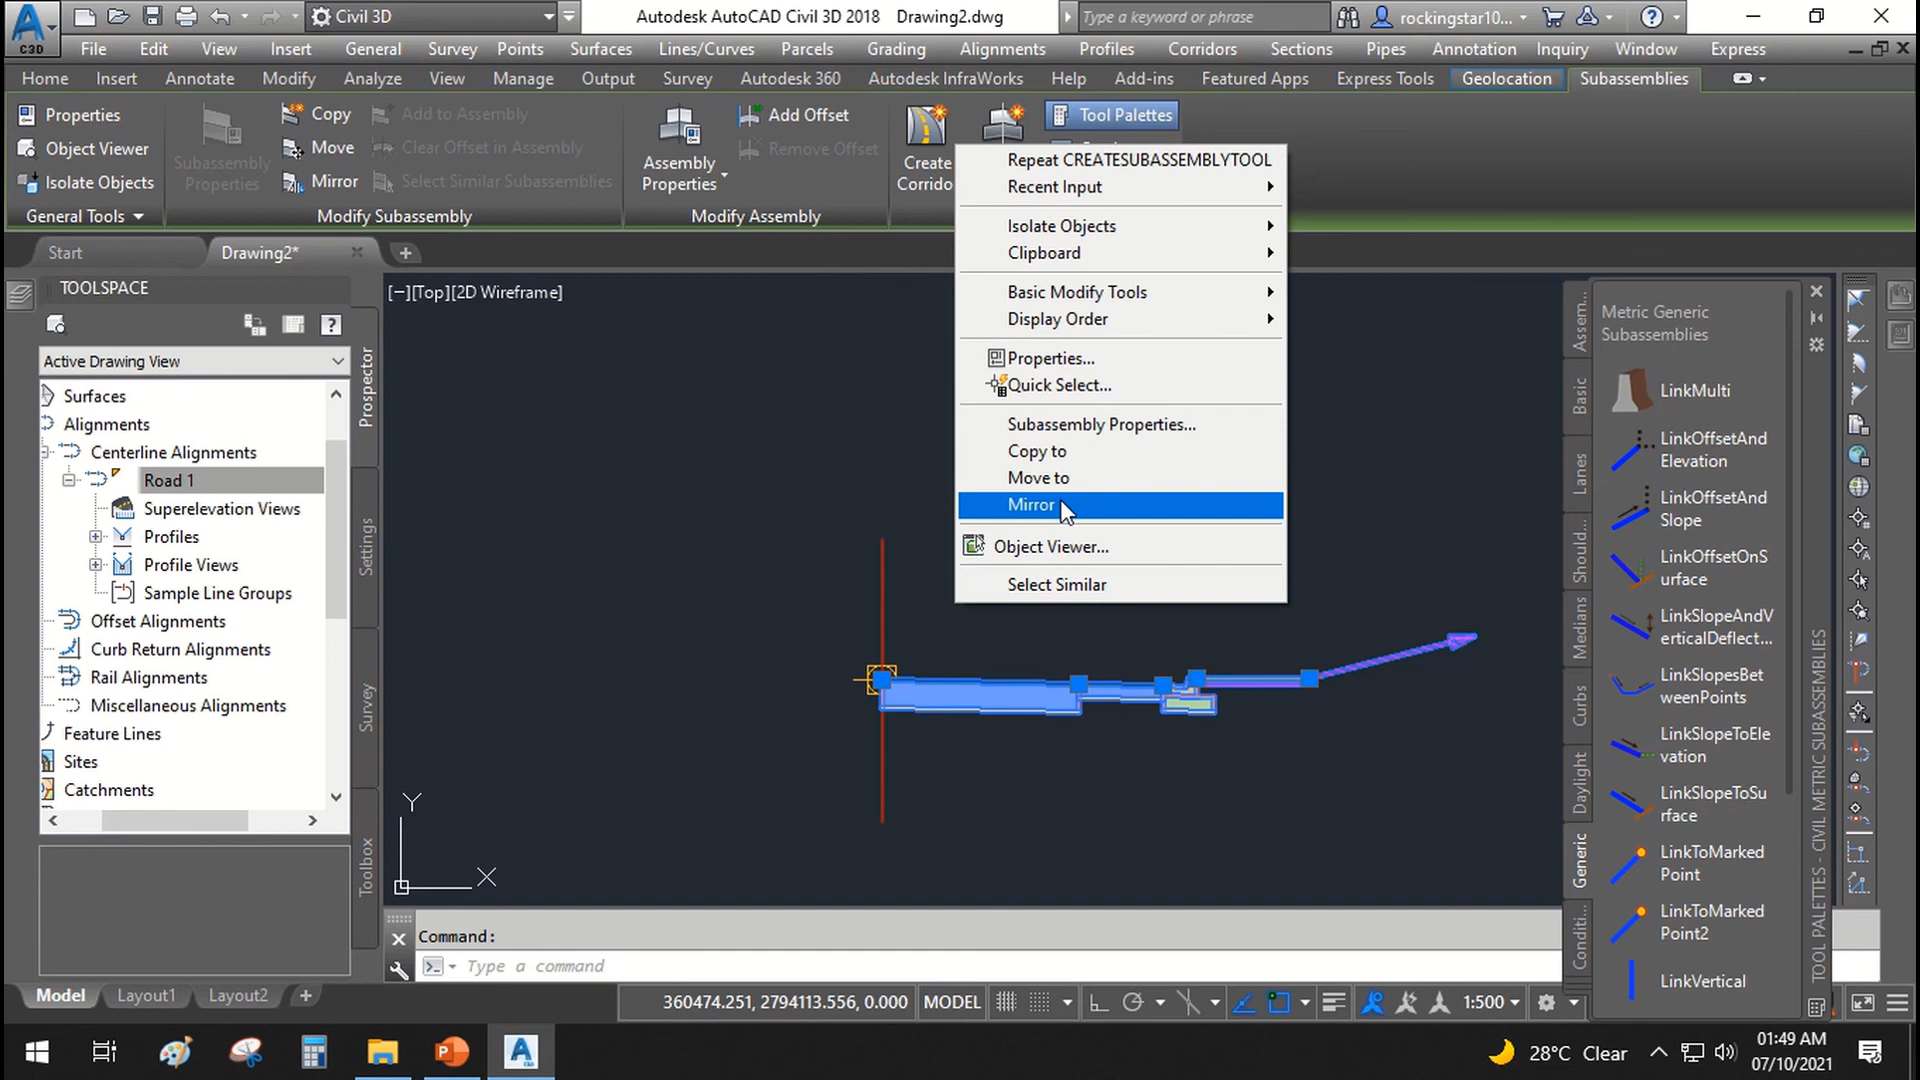 C3D
Civil 3D
Autodesk AutoCAD Civil 3D 2018 Drawing2.dwg
Type a keyword or phrase
rockingstar10...
File Edit View Insert General Survey Points Surfaces Lines/Curves Parcels Grading Alignments Profiles Corridors Sections Pipes Annotation Inquiry Window Express
Home Insert Annotate Modify Analyze View Manage Output Survey Autodesk 360 Autodesk InfraWorks Help Add-ins Featured Apps Express Tools Geolocation Subassemblies
Properties
Object Viewer
Isolate Objects
General Tools
Subassembly
Properties
Copy
Move
Mirror
Add to Assembly
Clear Offset in Assembly
Select Similar Subassemblies
Modify Subassembly
Assembly
Properties
Add Offset
Remove Offset
Modify Assembly
Create
Corrido
Tool Palettes
Start
Drawing2*
Repeat CREATESUBASSEMBLYTOOL
Recent Input
Isolate Objects
Clipboard
Basic Modify Tools
Display Order
Properties...
Quick Select...
Subassembly Properties...
Copy to
Move to
Mirror
Object Viewer...
Select Similar
TOOLSPACE
Active Drawing View
Surfaces
Alignments
Centerline Alignments
Road 1
Superelevation Views
Profiles
Profile Views
Sample Line Groups
Offset Alignments
Curb Return Alignments
Rail Alignments
Miscellaneous Alignments
Feature Lines
Sites
Catchments
Prospector
Settings
Survey
Toolbox
[−][Top][2D Wireframe]
Y
X
Assem...
Basic
Lanes
Should...
Medians
Curbs
Daylight
Generic
Conditi...
Metric Generic
Subassemblies
LinkMulti
LinkOffsetAnd
Elevation
LinkOffsetAnd
Slope
LinkOffsetOnS
urface
LinkSlopeAndV
erticalDeflect...
LinkSlopesBet
weenPoints
LinkSlopeToEle
vation
LinkSlopeToSu
rface
LinkToMarked
Point
LinkToMarked
Point2
LinkVertical
TOOL PALETTES - CIVIL METRIC SUBASSEMBLIES
Command:
Type a command
Model Layout1 Layout2
360474.251, 2794113.556, 0.000 MODEL
1:500
28°C Clear
01:49 AM
07/10/2021